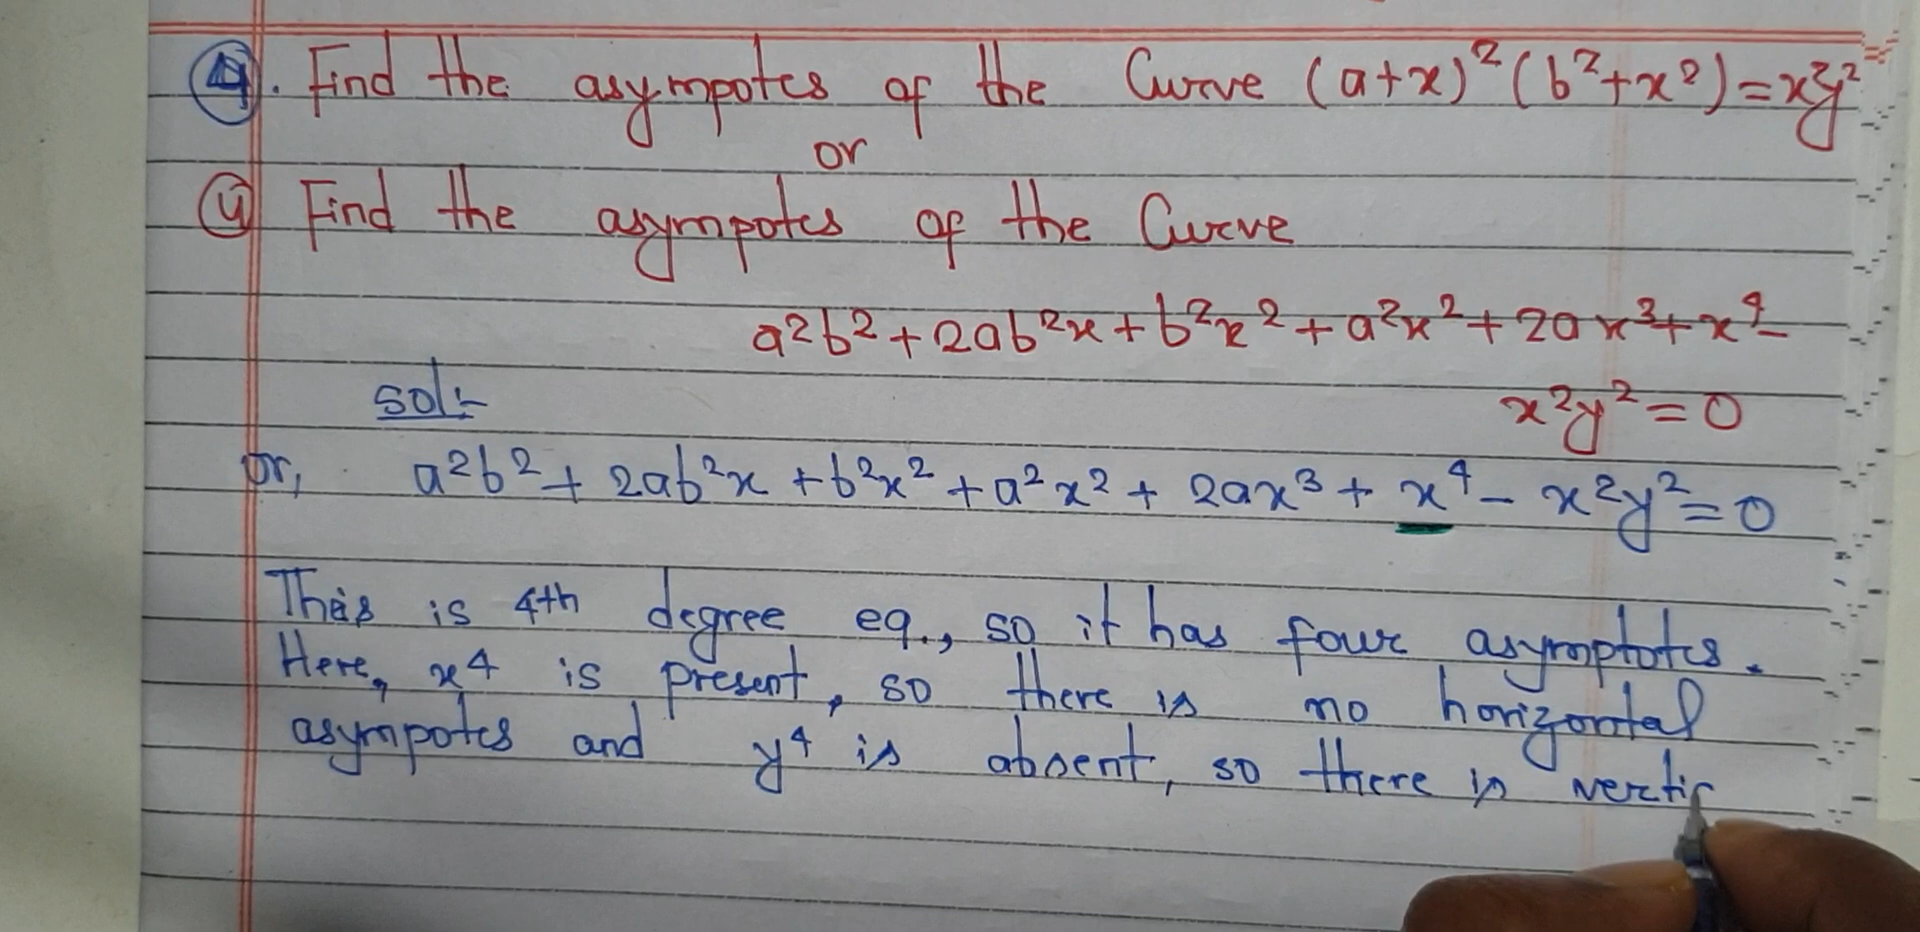 ④. Find the asympotes of the Curve (a+x)²(b²+x²)=x²y²
or
④ Find the asympotes of the Curve
a²b²+2ab²x+b²x²+a²x²+2ax³+x⁴-
x²y²=0
sol:-
or, a²b²+2ab²x+b²x²+a²x²+2ax³+x⁴-x²y²=0
This is 4th degree eq., so it has four asymptotes.
Here, x⁴ is present, so there is no horizontal
asympotes and y⁴ is absent, so there is vertic